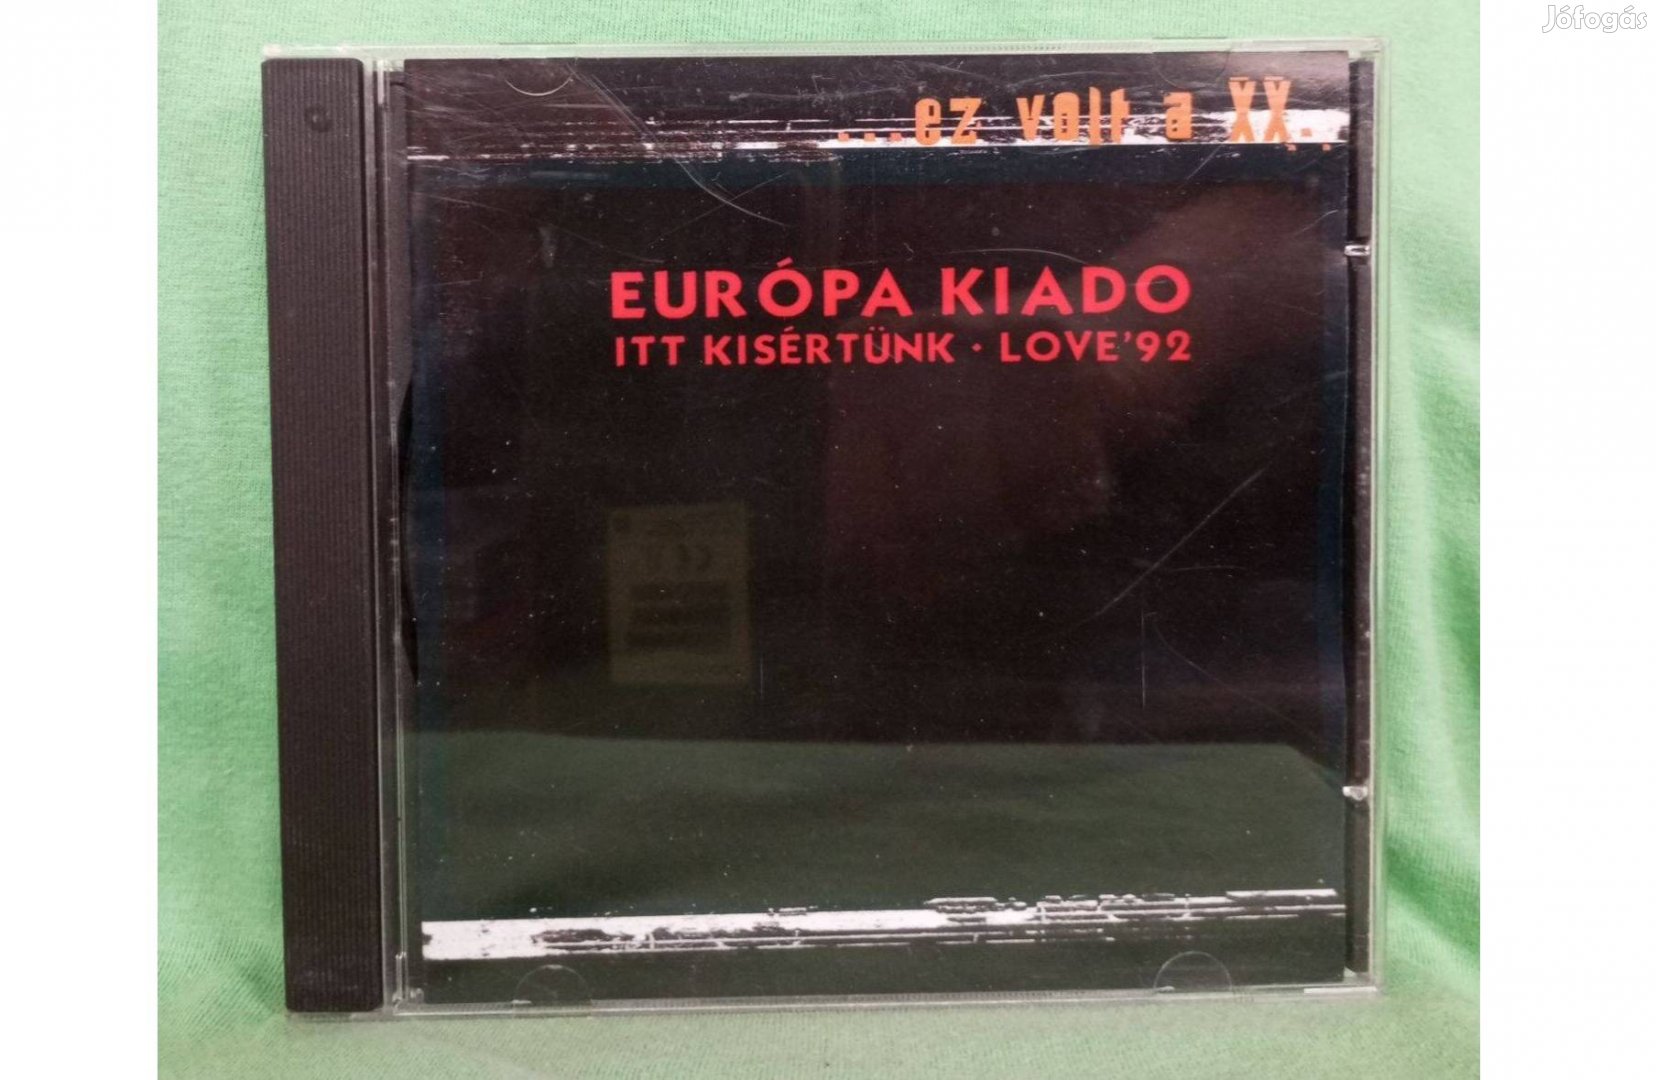 Jófogás
...ez volt a XX.
EURÓPA KIADO
ITT KISÉRTÜNK · LOVE'92